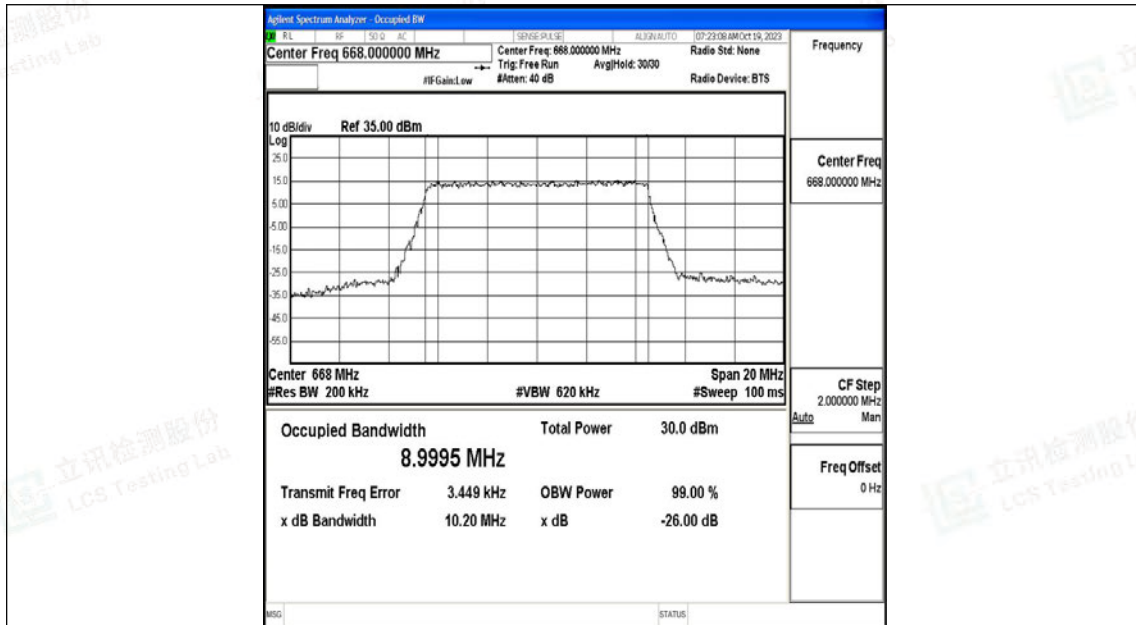 Agilent Spectrum Analyzer - Occupied BW
RL RF 50 Ω AC SENSE:PULSE ALIGN AUTO 07:23:08 AM Oct 19, 2023
Center Freq 668.000000 MHz
Center Freq: 668.000000 MHz
Radio Std: None
Trig: Free Run Avg|Hold: 30/30
#IFGain:Low
#Atten: 40 dB
Radio Device: BTS
Frequency
10 dB/div Ref 35.00 dBm
Log
25.0
15.0
5.00
-5.00
-15.0
-25.0
-35.0
-45.0
-55.0
Center 668 MHz
Span 20 MHz
#Res BW 200 kHz
#VBW 620 kHz
#Sweep 100 ms
Occupied Bandwidth
8.9995 MHz
Total Power 30.0 dBm
Transmit Freq Error 3.449 kHz
OBW Power 99.00 %
x dB Bandwidth 10.20 MHz
x dB -26.00 dB
Center Freq
668.000000 MHz
CF Step
2.000000 MHz
Auto Man
Freq Offset
0 Hz
MSG STATUS
立讯检测股份
LCS Testing Lab